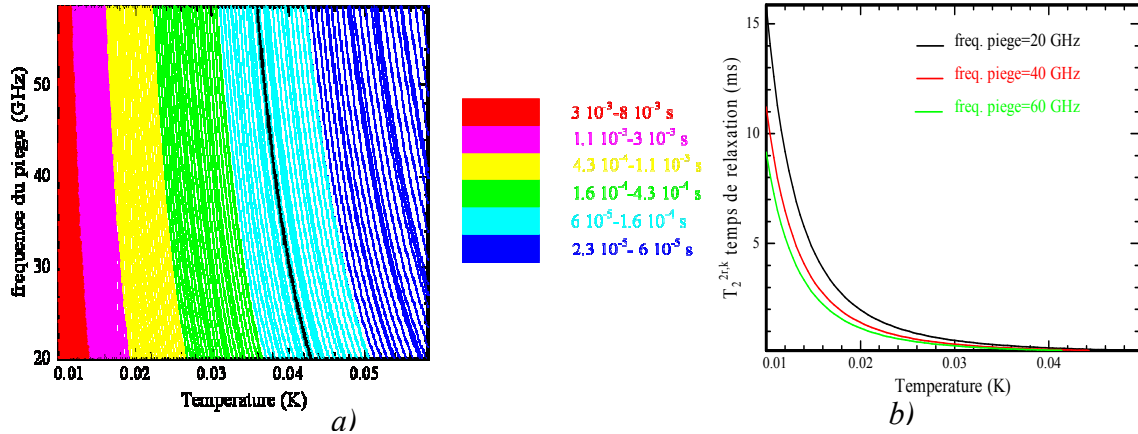 frequence du piege (GHz)
50
40
30
20
0.01 0.02 0.03 0.04 0.05
Temperature (K)
a)
3 10⁻³-8 10⁻³ s
1.1 10⁻³-3 10⁻³ s
4.3 10⁻⁴-1.1 10⁻³ s
1.6 10⁻⁴-4.3 10⁻⁴ s
6 10⁻⁵-1.6 10⁻⁴ s
2.3 10⁻⁵- 6 10⁻⁵ s
T₂²ʳ,ᵏ temps de relaxation (ms)
15
10
5
freq. piege=20 GHz
freq. piege=40 GHz
freq. piege=60 GHz
0.01 0.02 0.03 0.04
Temperature (K)
b)